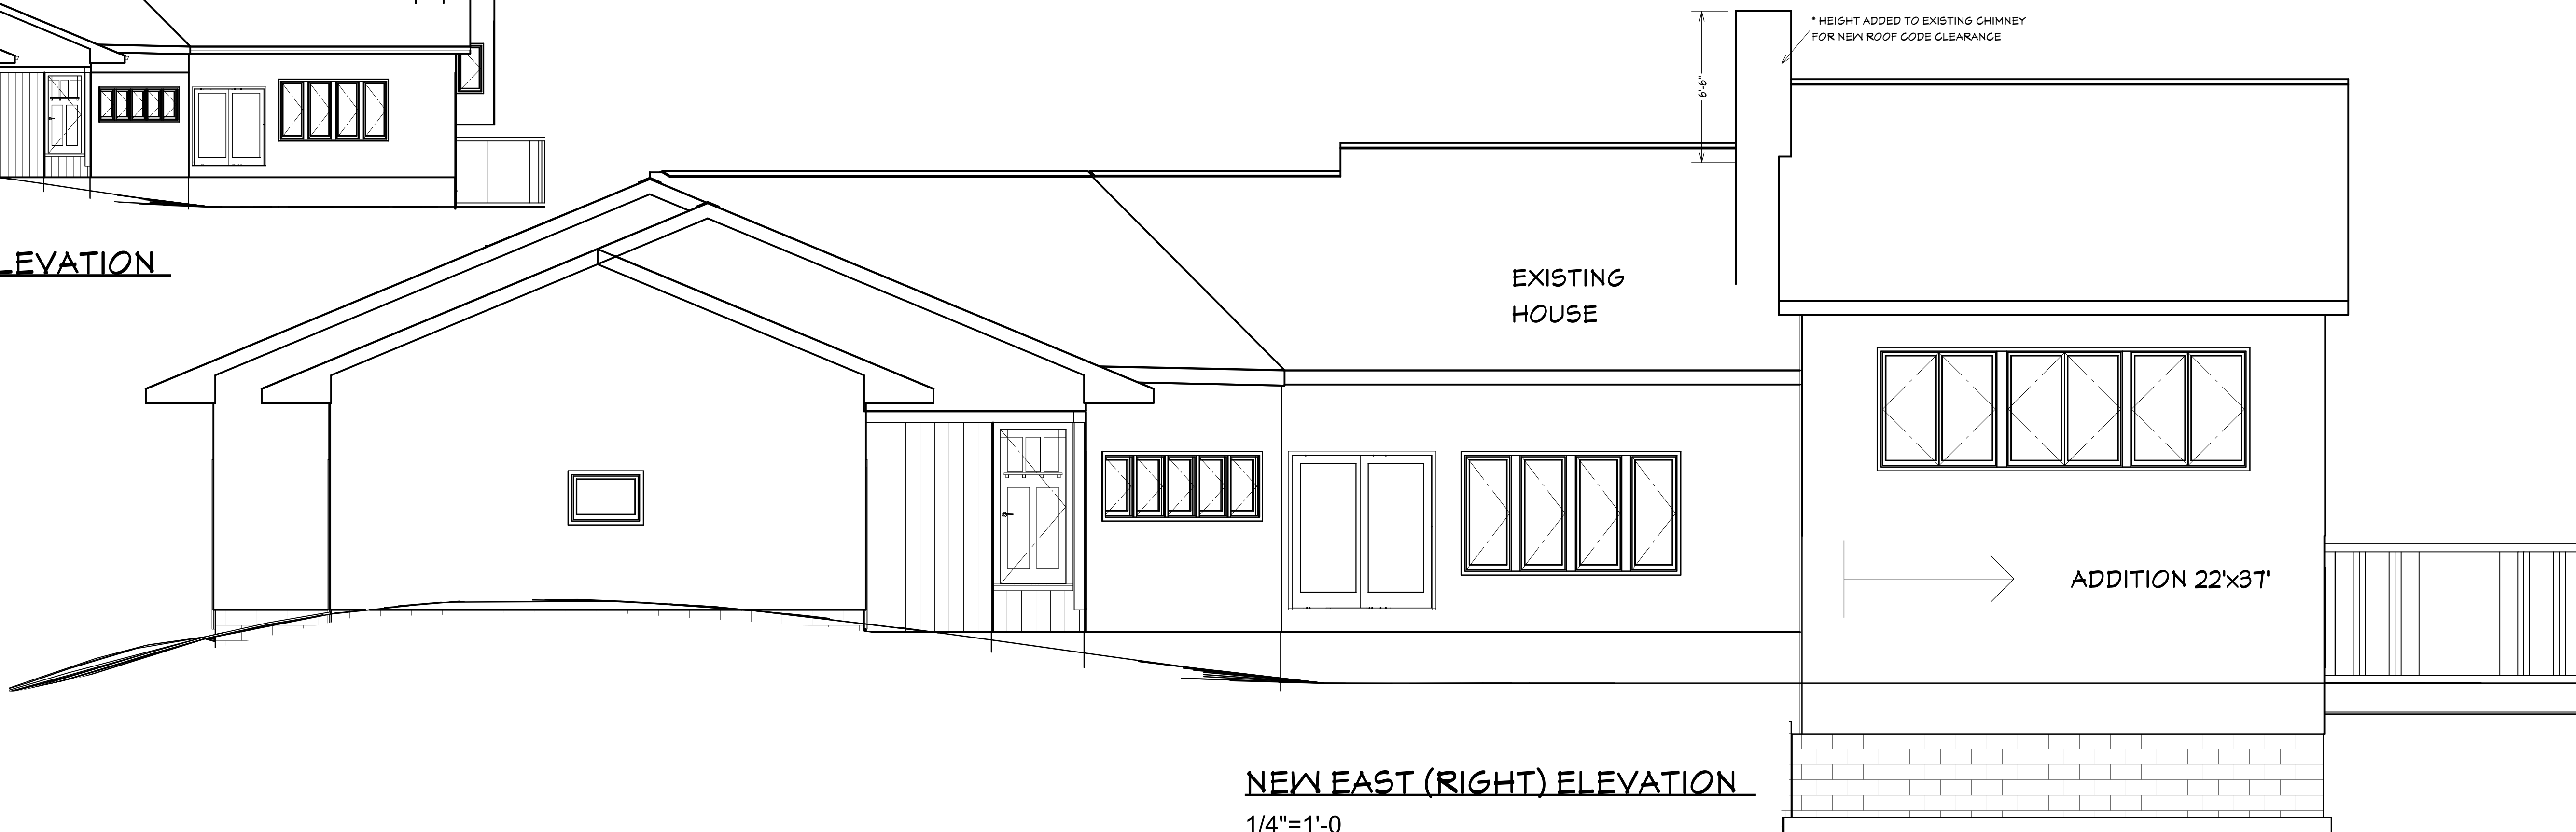 * HEIGHT ADDED TO EXISTING CHIMNEY
FOR NEW ROOF CODE CLEARANCE
6'-6"
LEVATION
EXISTING
HOUSE
ADDITION 22'x37'
NEW EAST (RIGHT) ELEVATION
1/4"=1'-0